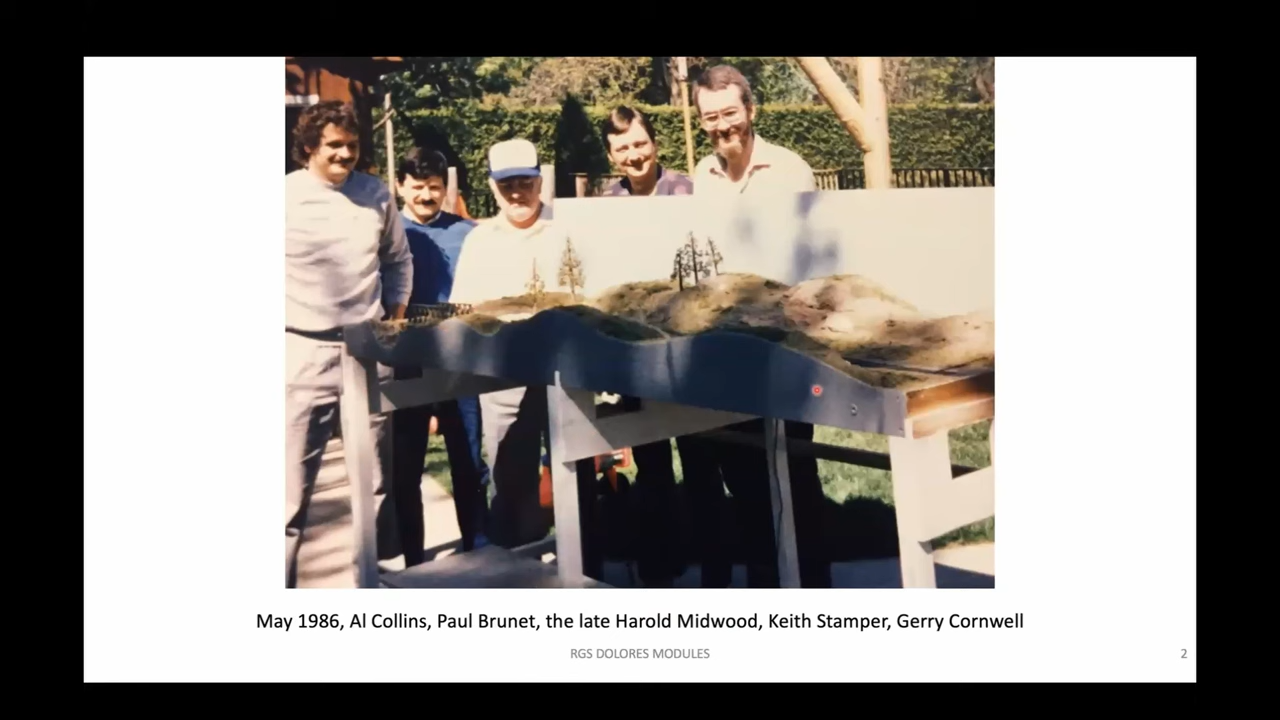 May 1986, Al Collins, Paul Brunet, the late Harold Midwood, Keith Stamper, Gerry Cornwell
RGS DOLORES MODULES
2